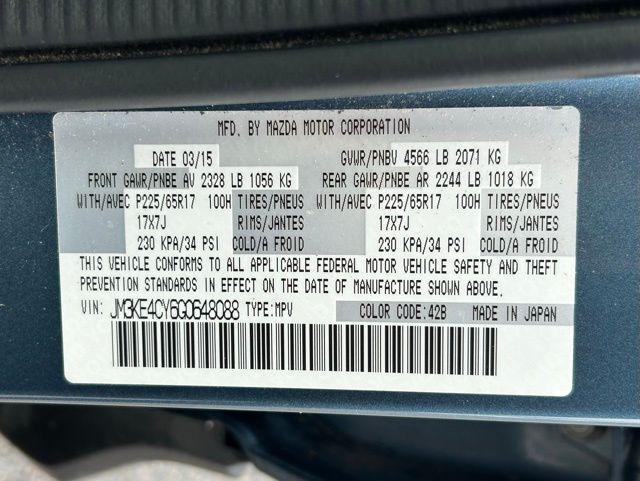 MFD. BY MAZDA MOTOR CORPORATION
DATE 03/15 GVWR/PNBV 4566 LB 2071 KG
FRONT GAWR/PNBE AV 2328 LB 1056 KG REAR GAWR/PNBE AR 2244 LB 1018 KG
WITH/AVEC P225/65R17 100H TIRES/PNEUS WITH/AVEC P225/65R17 100H TIRES/PNEUS
17X7J RIMS/JANTES 17X7J RIMS/JANTES
230 KPA/34 PSI COLD/A FROID 230 KPA/34 PSI COLD/A FROID
THIS VEHICLE CONFORMS TO ALL APPLICABLE FEDERAL MOTOR VEHICLE SAFETY AND THEFT
PREVENTION STANDARDS IN EFFECT ON THE DATE OF MANUFACTURE SHOWN ABOVE.
VIN: JM3KE4CY6G0648088 TYPE:MPV COLOR CODE:42B MADE IN JAPAN